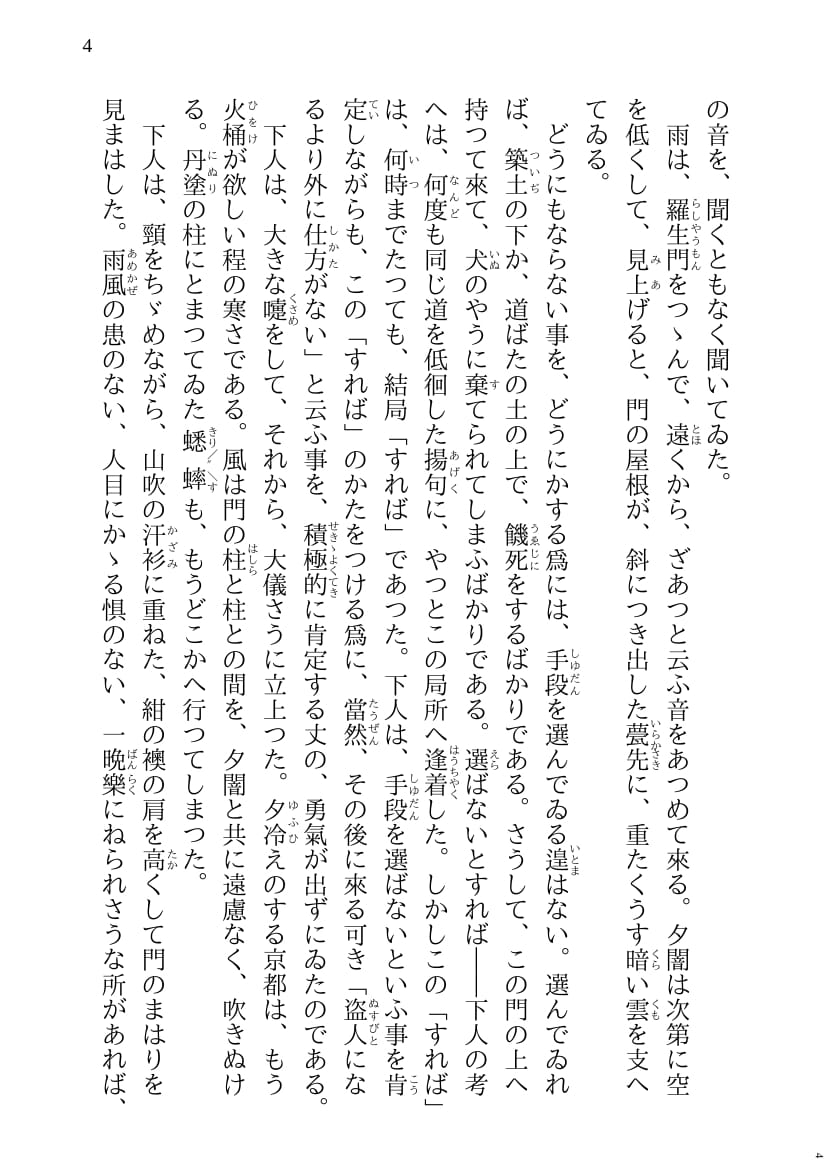 4
の音を、聞くともなく聞いてゐた。
雨は、羅生門をつゝんで、遠くから、ざあつと云ふ音をあつめて來る。夕闇は次第に空
を低くして、見上げると、門の屋根が、斜につき出した甍先に、重たくうす暗い雲を支へ
てゐる。
どうにもならない事を、どうにかする爲には、手段を選んでゐる遑はない。選んでゐれ
ば、築土の下か、道ばたの土の上で、饑死をするばかりである。さうして、この門の上へ
持つて來て、犬のやうに棄てられてしまふばかりである。選ばないとすれば――下人の考
へは、何度も同じ道を低徊した揚句に、やつとこの局所へ逢着した。しかしこの「すれば」
は、何時までたつても、結局「すれば」であつた。下人は、手段を選ばないといふ事を肯
定しながらも、この「すれば」のかたをつける爲に、當然、その後に來る可き「盗人にな
るより外に仕方がない」と云ふ事を、積極的に肯定する丈の、勇氣が出ずにゐたのである。
下人は、大きな嚔をして、それから、大儀さうに立上つた。夕冷えのする京都は、もう
火桶が欲しい程の寒さである。風は門の柱と柱との間を、夕闇と共に遠慮なく、吹きぬけ
る。丹塗の柱にとまつてゐた蟋蟀も、もうどこかへ行つてしまつた。
下人は、頸をちゞめながら、山吹の汗衫に重ねた、紺の襖の肩を高くして門のまはりを
見まはした。雨風の患のない、人目にかゝる惧のない、一晩樂にねられさうな所があれば、
4